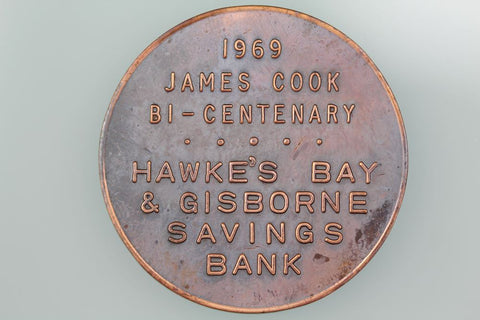 1969
JAMES COOK
BI-CENTENARY
. . . . .
HAWKE'S BAY
& GISBORNE
SAVINGS
BANK